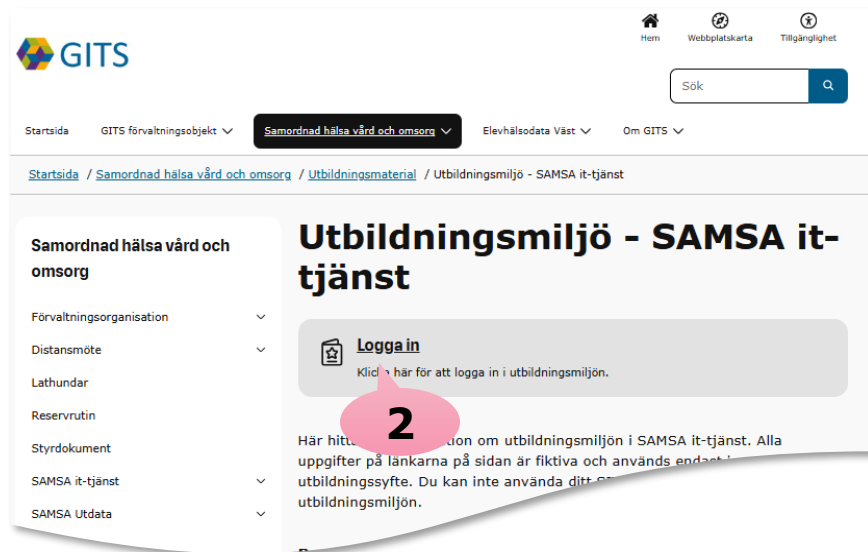 Hem Webbplatskarta Tillgänglighet
GITS
Sök
Startsida GITS förvaltningsobjekt Samordnad hälsa vård och omsorg Elevhälsodata Väst Om GITS
Startsida / Samordnad hälsa vård och omsorg / Utbildningsmaterial / Utbildningsmiljö - SAMSA it-tjänst
Samordnad hälsa vård och
omsorg
Förvaltningsorganisation
Distansmöte
Lathundar
Reservrutin
Styrdokument
SAMSA it-tjänst
SAMSA Utdata
Utbildningsmiljö - SAMSA it-
tjänst
Logga in
här för att logga in i utbildningsmiljön.
2
Här om utbildningsmiljön i SAMSA it-tjänst. Alla
uppgifter på länkarna på sidan är fiktiva och används endast
utbildningssyfte. Du kan inte använda ditt
utbildningsmiljön.